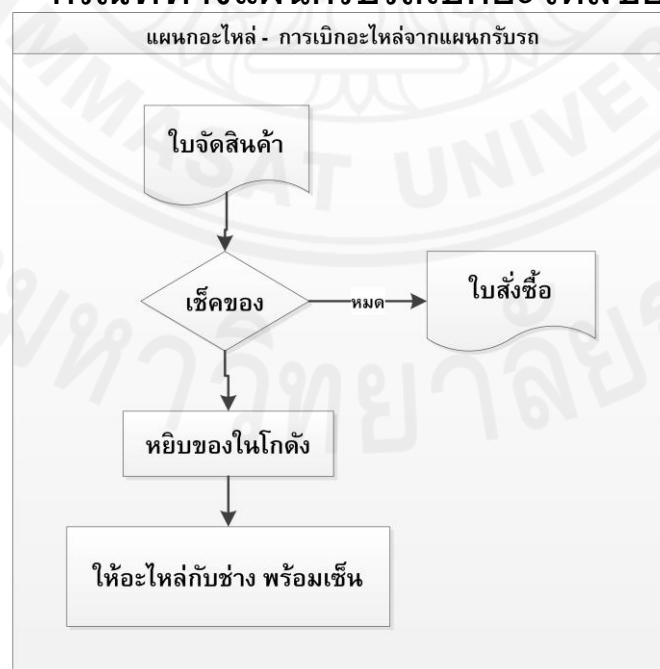 แผนกอะไหล่ - การเบิกอะไหล่จากแผนกรับรถ
ใบจัดสินค้า
เช็คของ
หมด
ใบสั่งซื้อ
หยิบของในโกดัง
ให้อะไหล่กับช่าง พร้อมเซ็น